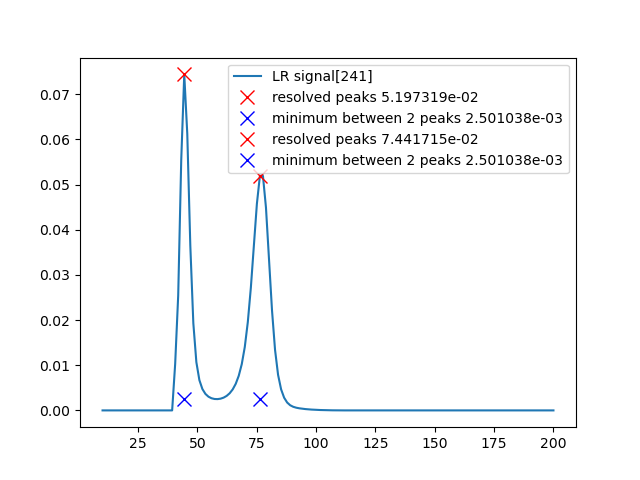 LR signal[241]
resolved peaks 5.197319e-02
minimum between 2 peaks 2.501038e-03
resolved peaks 7.441715e-02
minimum between 2 peaks 2.501038e-03
0.07
0.06
0.05
0.04
0.03
0.02
0.01
0.00
25 50 75 100 125 150 175 200